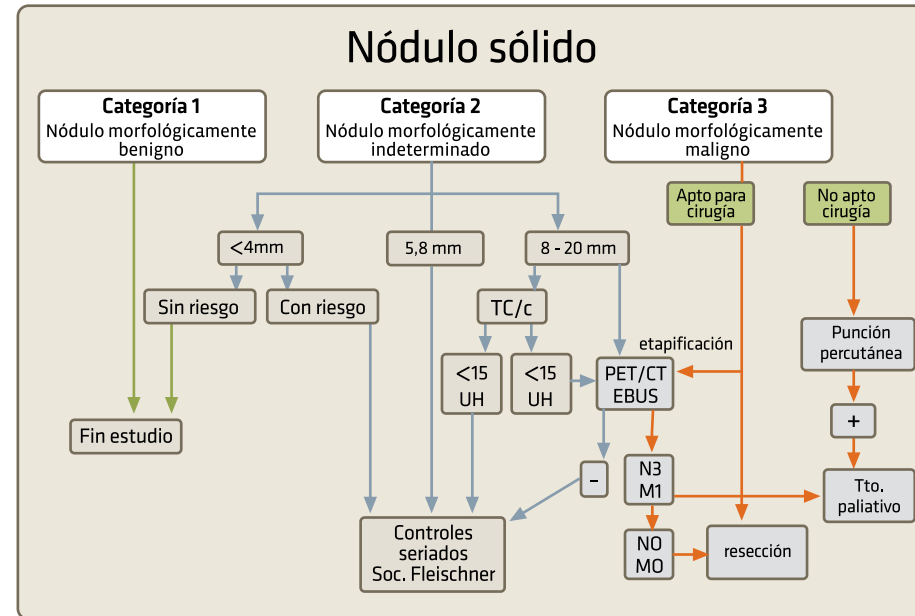 Nódulo sólido
Categoría 1
Nódulo morfológicamente
benigno
Categoría 2
Nódulo morfológicamente
indeterminado
Categoría 3
Nódulo morfológicamente
maligno
Apto para
cirugía
No apto
cirugía
<4mm
5,8 mm
8 - 20 mm
Sin riesgo
Con riesgo
TC/c
Punción
percutánea
etapificación
<15
UH
<15
UH
PET/CT
EBUS
+
Fin estudio
-
N3
M1
Tto.
paliativo
Controles
seriados
Soc. Fleischner
NO
MO
resección